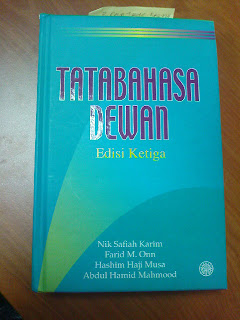 TATABAHASA
DEWAN
Edisi Ketiga
Nik Safiah Karim
Farid M. Onn
Hashim Haji Musa
Abdul Hamid Mahmood